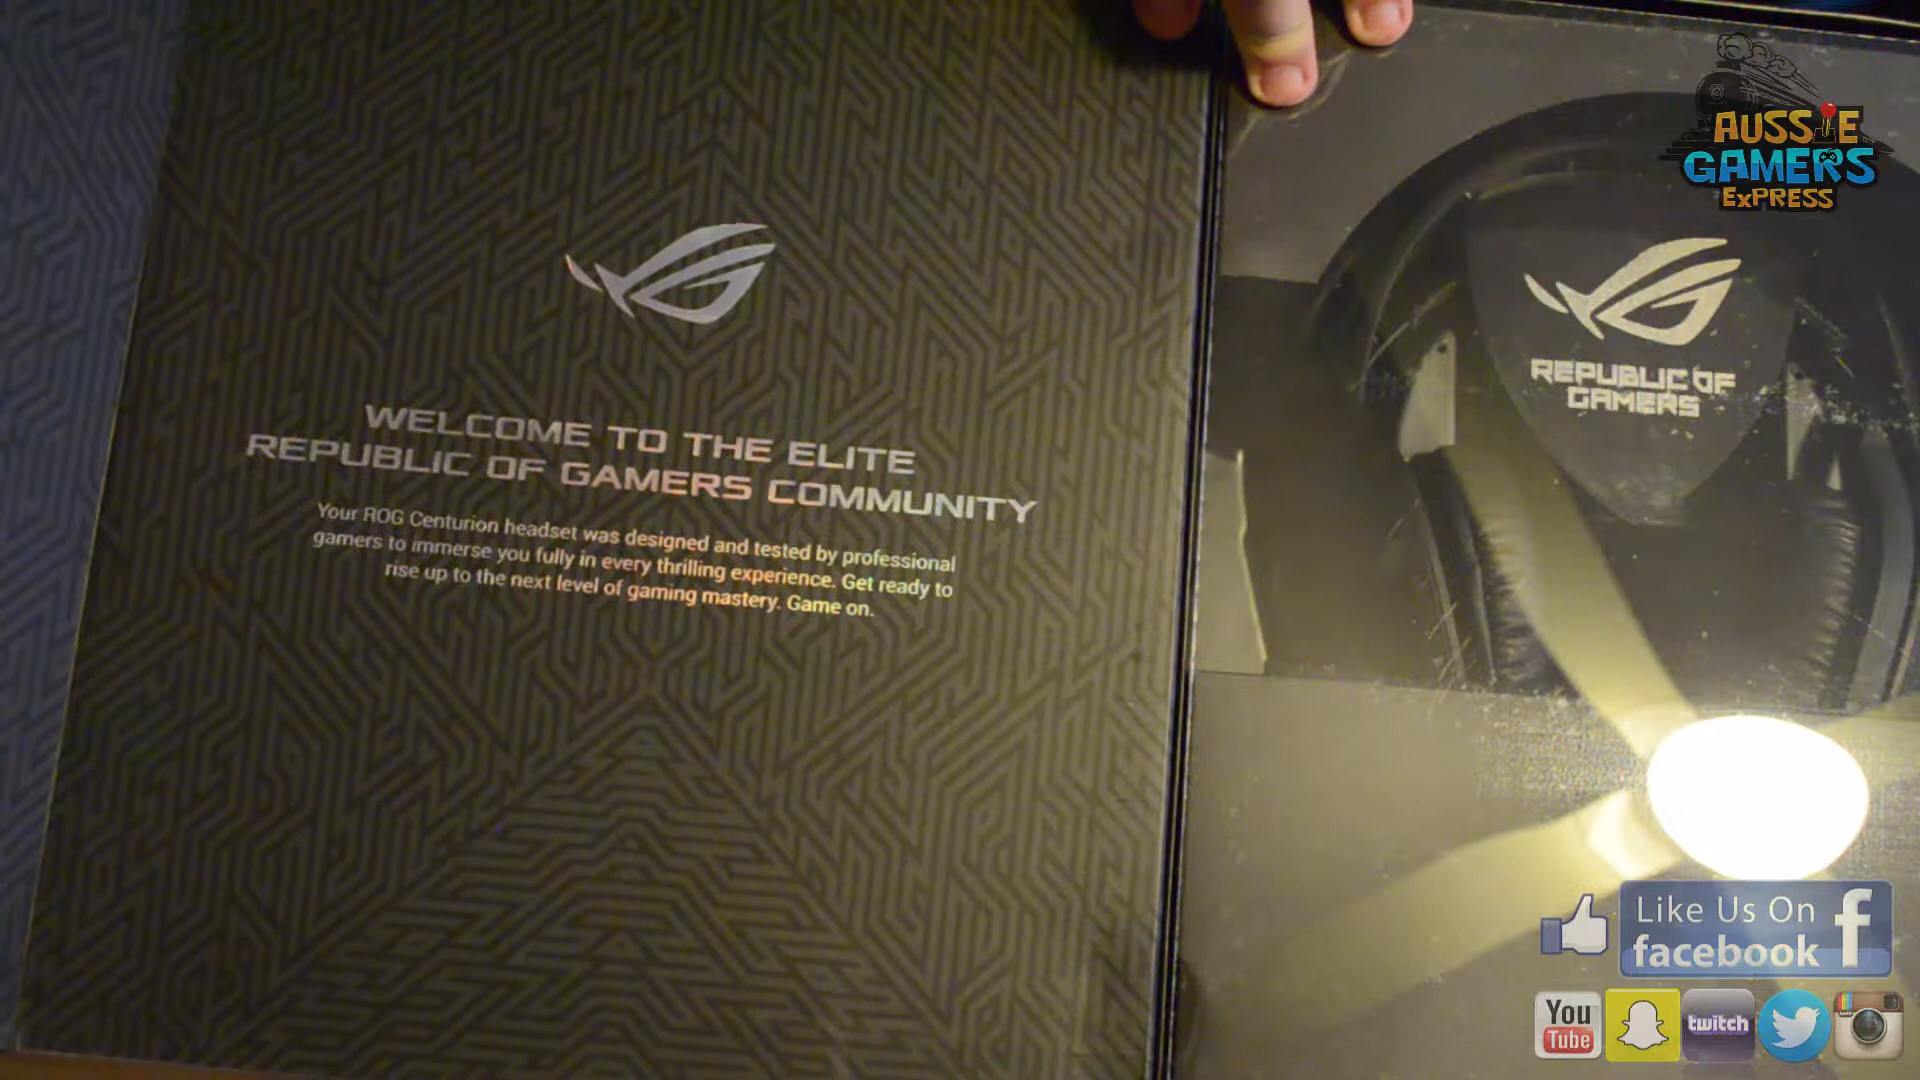 WELCOME TO THE ELITE
REPUBLIC OF GAMERS COMMUNITY
Your ROG Centurion headset was designed and tested by professional
gamers to immerse you fully in every thrilling experience. Get ready to
rise up to the next level of gaming mastery. Game on.
REPUBLIC OF
GAMERS
AUSSIE
GAMERS
ExPRESS
Like Us On
facebook
You
Tube
twitch